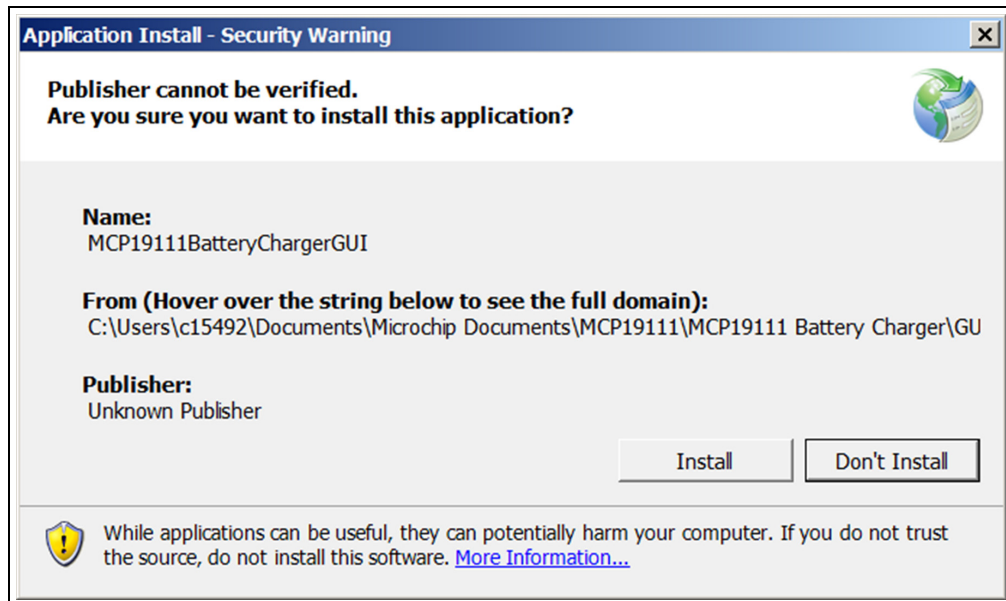 Application Install - Security Warning
Publisher cannot be verified.
Are you sure you want to install this application?
Name:
MCP19111BatteryChargerGUI
From (Hover over the string below to see the full domain):
C:\Users\c15492\Documents\Microchip Documents\MCP19111\MCP19111 Battery Charger\GU
Publisher:
Unknown Publisher
Install
Don't Install
While applications can be useful, they can potentially harm your computer. If you do not trust
the source, do not install this software. More Information...